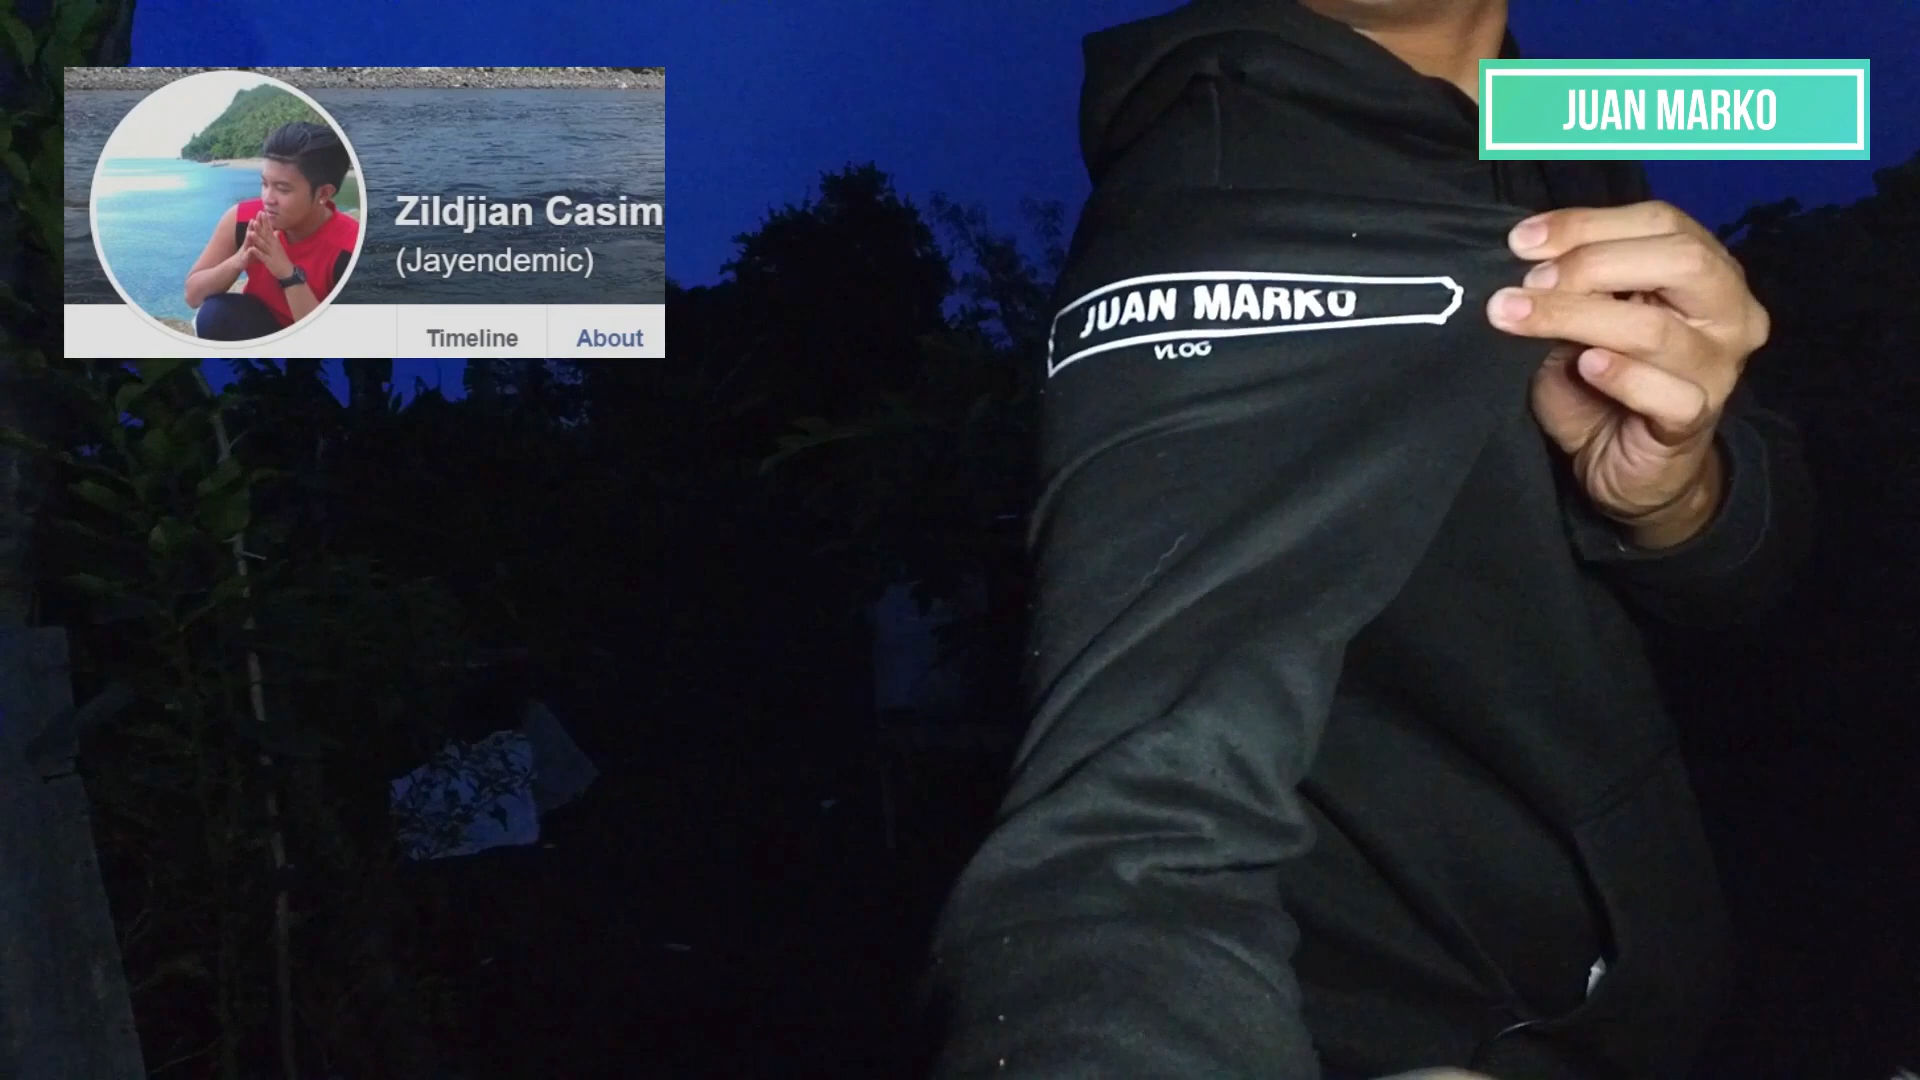 Zildjian Casim
(Jayendemic)
Timeline
About
JUAN MARKO
JUAN MARKO
VLOG